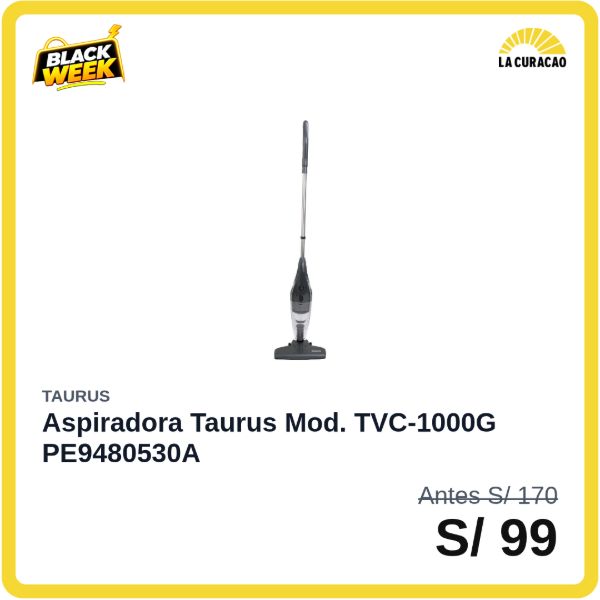 BLACK
WEEK
LA CURACAO
TAURUS
Aspiradora Taurus Mod. TVC-1000G
PE9480530A
Antes S/ 170
S/ 99